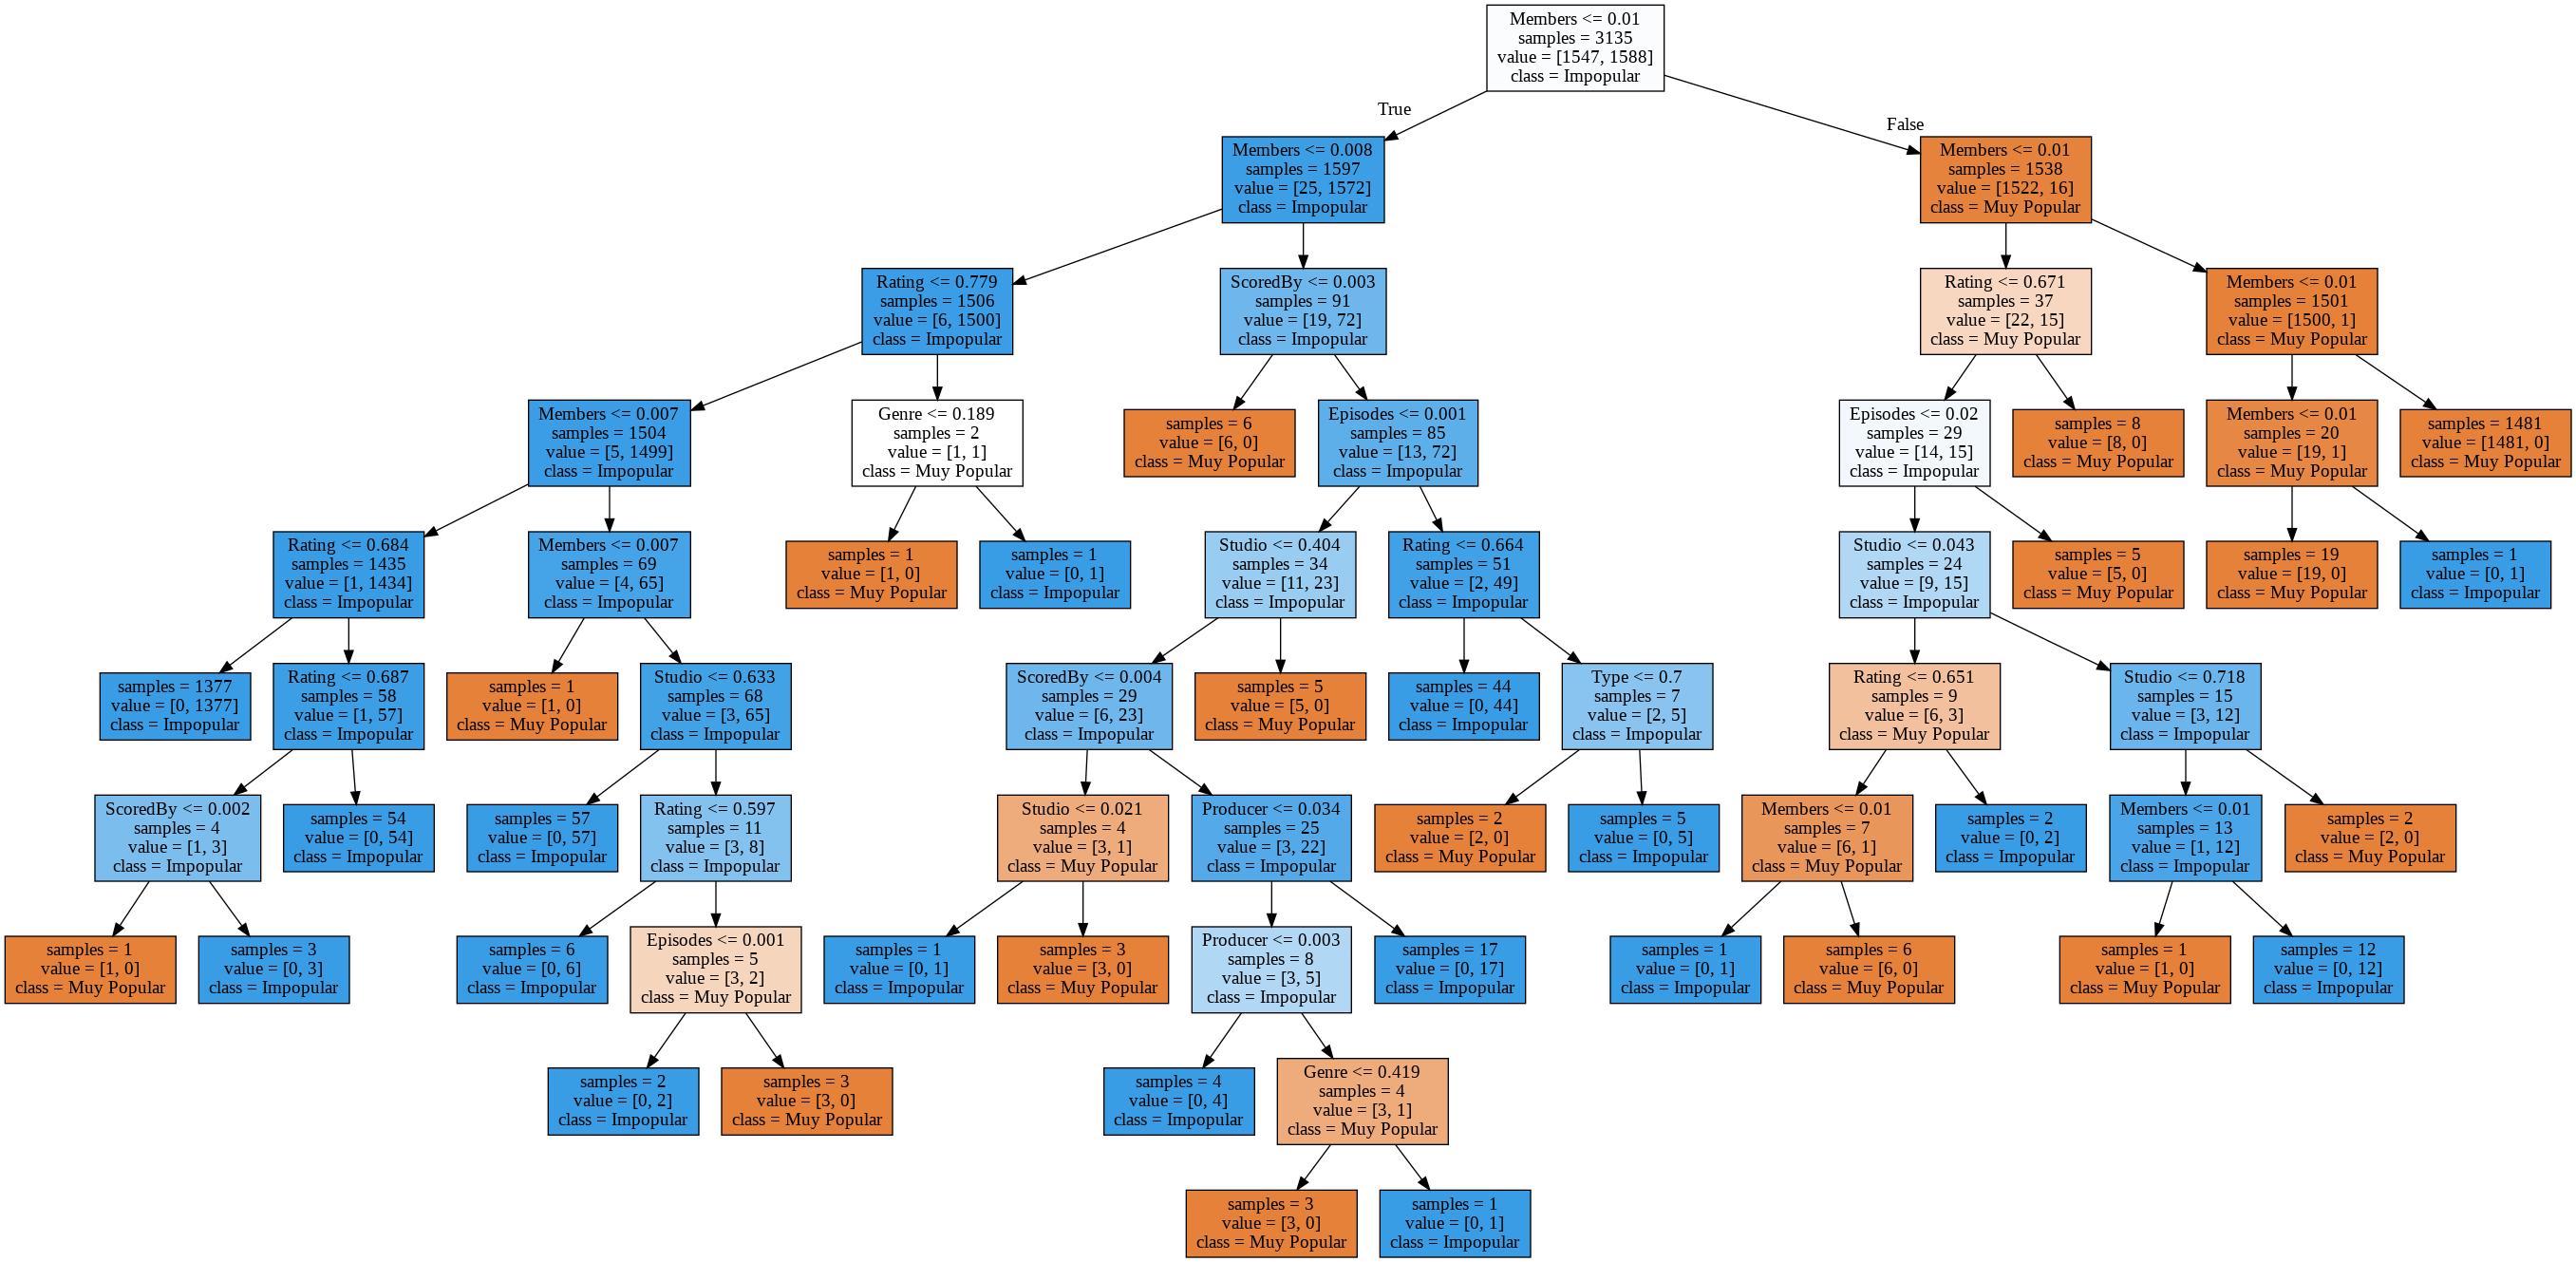 Members <= 0.01
samples = 3135
value = [1547, 1588]
class = Impopular
True
False
Members <= 0.008
samples = 1597
value = [25, 1572]
class = Impopular
Members <= 0.01
samples = 1538
value = [1522, 16]
class = Muy Popular
Rating <= 0.779
samples = 1506
value = [6, 1500]
class = Impopular
ScoredBy <= 0.003
samples = 91
value = [19, 72]
class = Impopular
Rating <= 0.671
samples = 37
value = [22, 15]
class = Muy Popular
Members <= 0.01
samples = 1501
value = [1500, 1]
class = Muy Popular
Members <= 0.007
samples = 1504
value = [5, 1499]
class = Impopular
Genre <= 0.189
samples = 2
value = [1, 1]
class = Muy Popular
samples = 6
value = [6, 0]
class = Muy Popular
Episodes <= 0.001
samples = 85
value = [13, 72]
class = Impopular
Episodes <= 0.02
samples = 29
value = [14, 15]
class = Impopular
samples = 8
value = [8, 0]
class = Muy Popular
Members <= 0.01
samples = 20
value = [19, 1]
class = Muy Popular
samples = 1481
value = [1481, 0]
class = Muy Popular
Rating <= 0.684
samples = 1435
value = [1, 1434]
class = Impopular
Members <= 0.007
samples = 69
value = [4, 65]
class = Impopular
samples = 1
value = [1, 0]
class = Muy Popular
samples = 1
value = [0, 1]
class = Impopular
Studio <= 0.404
samples = 34
value = [11, 23]
class = Impopular
Rating <= 0.664
samples = 51
value = [2, 49]
class = Impopular
Studio <= 0.043
samples = 24
value = [9, 15]
class = Impopular
samples = 5
value = [5, 0]
class = Muy Popular
samples = 19
value = [19, 0]
class = Muy Popular
samples = 1
value = [0, 1]
class = Impopular
samples = 1377
value = [0, 1377]
class = Impopular
Rating <= 0.687
samples = 58
value = [1, 57]
class = Impopular
samples = 1
value = [1, 0]
class = Muy Popular
Studio <= 0.633
samples = 68
value = [3, 65]
class = Impopular
ScoredBy <= 0.004
samples = 29
value = [6, 23]
class = Impopular
samples = 5
value = [5, 0]
class = Muy Popular
samples = 44
value = [0, 44]
class = Impopular
Type <= 0.7
samples = 7
value = [2, 5]
class = Impopular
Rating <= 0.651
samples = 9
value = [6, 3]
class = Muy Popular
Studio <= 0.718
samples = 15
value = [3, 12]
class = Impopular
ScoredBy <= 0.002
samples = 4
value = [1, 3]
class = Impopular
samples = 54
value = [0, 54]
class = Impopular
samples = 57
value = [0, 57]
class = Impopular
Rating <= 0.597
samples = 11
value = [3, 8]
class = Impopular
Studio <= 0.021
samples = 4
value = [3, 1]
class = Muy Popular
Producer <= 0.034
samples = 25
value = [3, 22]
class = Impopular
samples = 2
value = [2, 0]
class = Muy Popular
samples = 5
value = [0, 5]
class = Impopular
Members <= 0.01
samples = 7
value = [6, 1]
class = Muy Popular
samples = 2
value = [0, 2]
class = Impopular
Members <= 0.01
samples = 13
value = [1, 12]
class = Impopular
samples = 2
value = [2, 0]
class = Muy Popular
samples = 1
value = [1, 0]
class = Muy Popular
samples = 3
value = [0, 3]
class = Impopular
samples = 6
value = [0, 6]
class = Impopular
Episodes <= 0.001
samples = 5
value = [3, 2]
class = Muy Popular
samples = 1
value = [0, 1]
class = Impopular
samples = 3
value = [3, 0]
class = Muy Popular
Producer <= 0.003
samples = 8
value = [3, 5]
class = Impopular
samples = 17
value = [0, 17]
class = Impopular
samples = 1
value = [0, 1]
class = Impopular
samples = 6
value = [6, 0]
class = Muy Popular
samples = 1
value = [1, 0]
class = Muy Popular
samples = 12
value = [0, 12]
class = Impopular
samples = 2
value = [0, 2]
class = Impopular
samples = 3
value = [3, 0]
class = Muy Popular
samples = 4
value = [0, 4]
class = Impopular
Genre <= 0.419
samples = 4
value = [3, 1]
class = Muy Popular
samples = 3
value = [3, 0]
class = Muy Popular
samples = 1
value = [0, 1]
class = Impopular